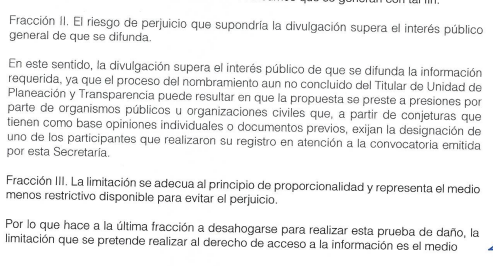 Fracción II. El riesgo de perjuicio que supondría la divulgación supera el interés público
general de que se difunda.
En este sentido, la divulgación supera el interés público de que se difunda la información
requerida, ya que el proceso del nombramiento aun no concluido del Titular de Unidad de
Planeación y Transparencia puede resultar en que la propuesta se preste a presiones por
parte de organismos públicos u organizaciones civiles que, a partir de conjeturas que
tienen como base opiniones individuales o documentos previos, exijan la designación de
uno de los participantes que realizaron su registro en atención a la convocatoria emitida
por esta Secretaría.
Fracción III. La limitación se adecua al principio de proporcionalidad y representa el medio
menos restrictivo disponible para evitar el perjuicio.
Por lo que hace a la última fracción a desahogarse para realizar esta prueba de daño, la
limitación que se pretende realizar al derecho de acceso a la información es el medio